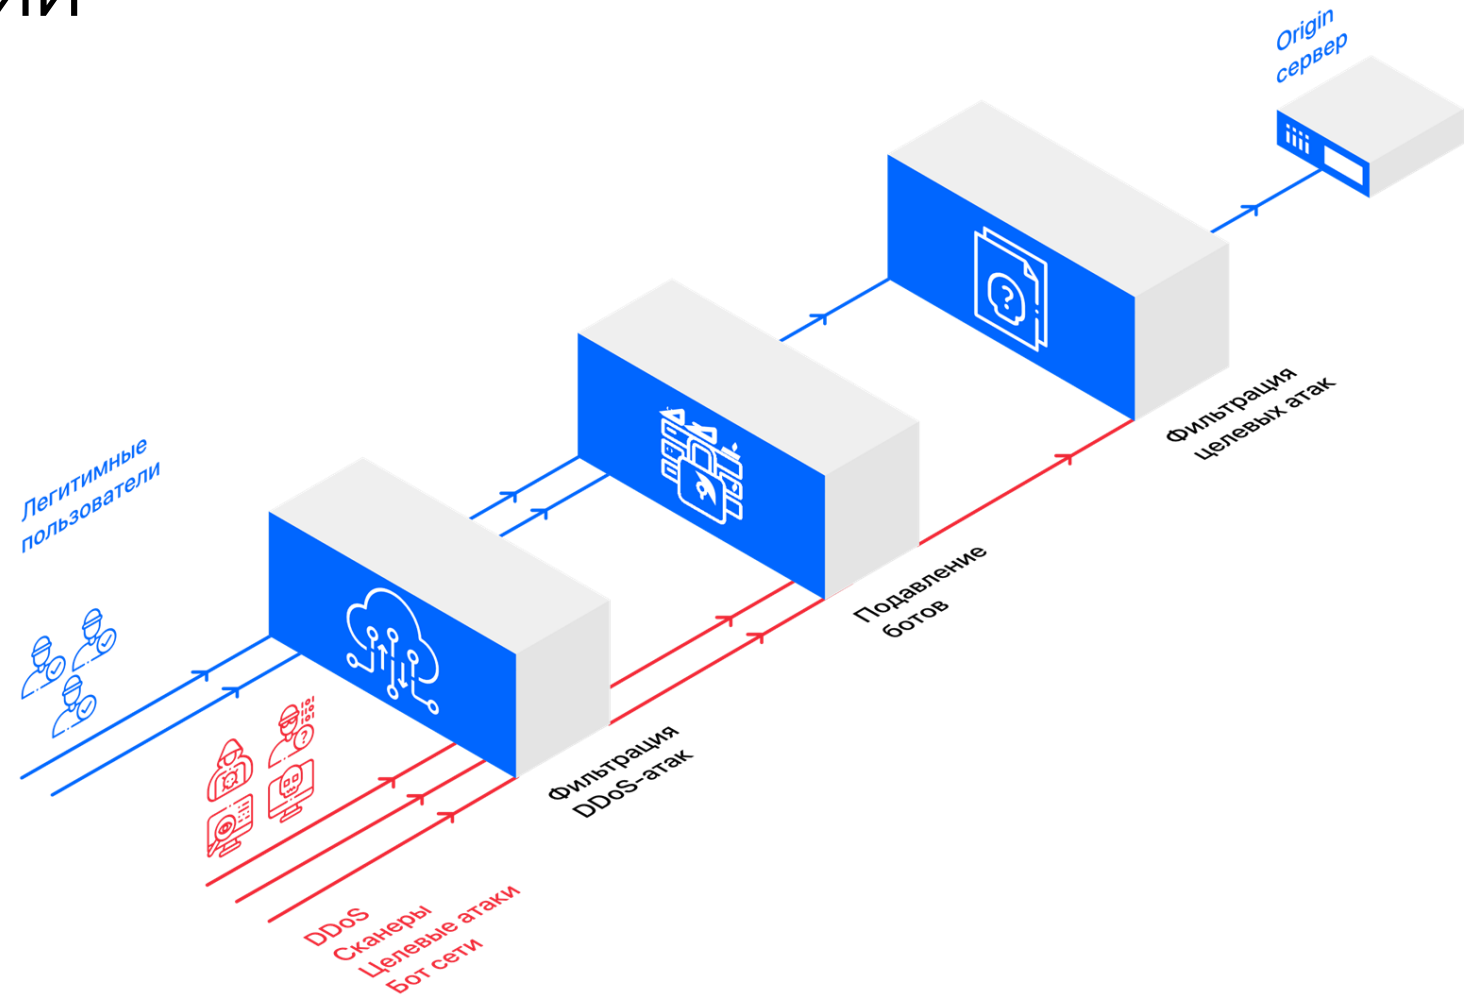 Origin
сервер
Легитимные
пользователи
Фильтрация
целевых атак
Подавление
ботов
Фильтрация
DDoS-атак
DDoS
Сканеры
Целевые атаки
Бот сети